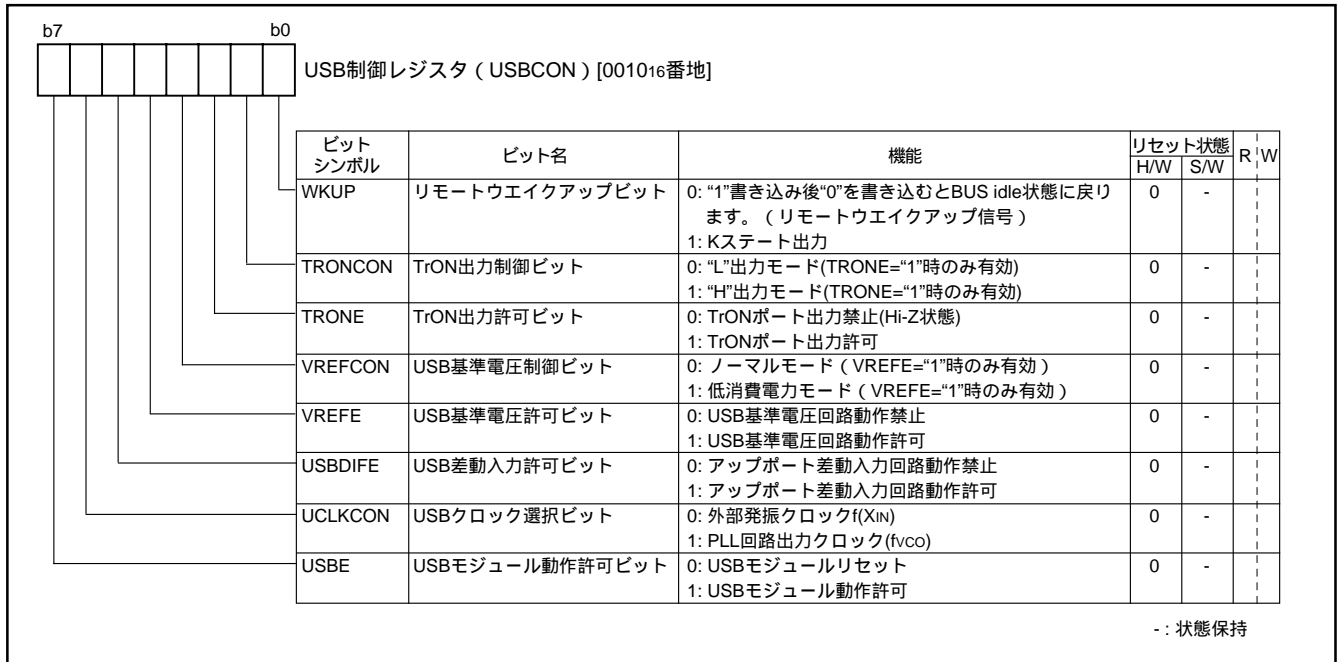 b7 b0
USB制御レジスタ（USBCON）[001016番地]
ビットシンボル ビット名 機能 リセット状態 H/W S/W R W
WKUP リモートウエイクアップビット 0: “1”書き込み後“0”を書き込むとBUS idle状態に戻り
ます。（リモートウエイクアップ信号）
1: Kステート出力
0 -
TRONCON TrON出力制御ビット 0: “L”出力モード(TRONE=“1”時のみ有効) 0 -
1: “H”出力モード(TRONE=“1”時のみ有効)
TRONE TrON出力許可ビット 0: TrONポート出力禁止(Hi-Z状態) 0 -
1: TrONポート出力許可
VREFCON USB基準電圧制御ビット 0: ノーマルモード（VREFE=“1”時のみ有効） 0 -
1: 低消費電力モード（VREFE=“1”時のみ有効）
VREFE USB基準電圧許可ビット 0: USB基準電圧回路動作禁止 0 -
1: USB基準電圧回路動作許可
USBDIFE USB差動入力許可ビット 0: アップポート差動入力回路動作禁止 0 -
1: アップポート差動入力回路動作許可
UCLKCON USBクロック選択ビット 0: 外部発振クロックf(XIN) 0 -
1: PLL回路出力クロック(fVCO)
USBE USBモジュール動作許可ビット 0: USBモジュールリセット 0 -
1: USBモジュール動作許可
- : 状態保持